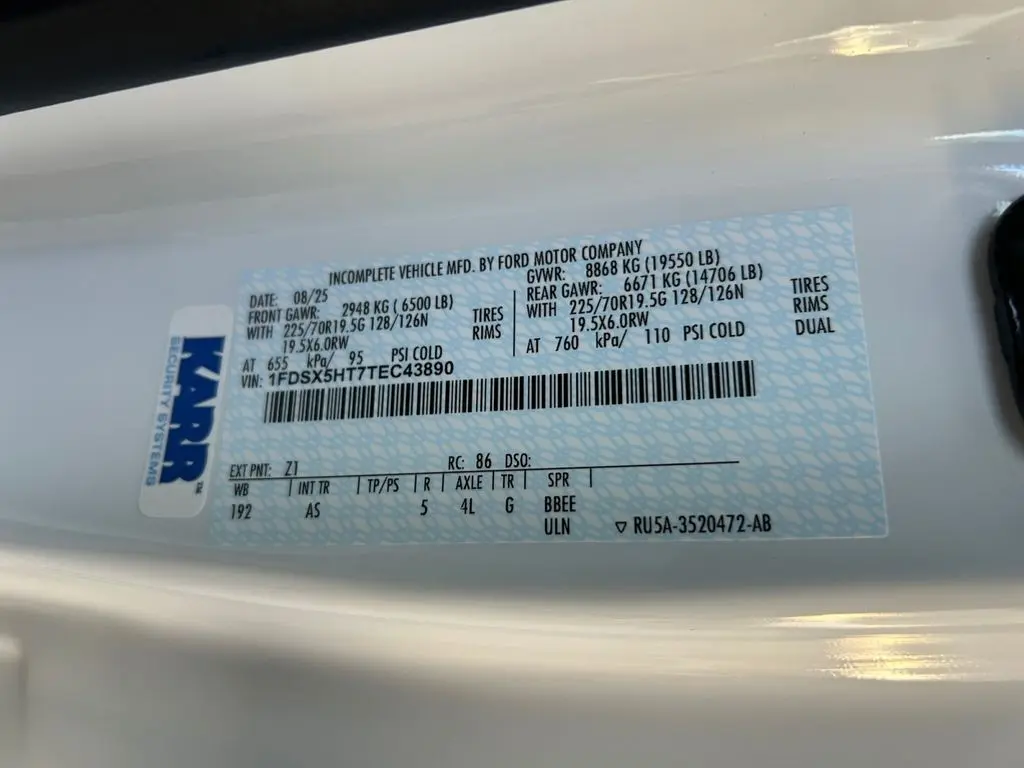 INCOMPLETE VEHICLE MFD. BY FORD MOTOR COMPANY
DATE: 08/25
FRONT GAWR: 2948 KG ( 6500 LB)
WITH 225/70R19.5G 128/126N TIRES
19.5X6.0RW RIMS
AT 655 kPa/ 95 PSI COLD
GVWR: 8868 KG (19550 LB)
REAR GAWR: 6671 KG (14706 LB)
WITH 225/70R19.5G 128/126N TIRES
19.5X6.0RW RIMS
AT 760 kPa/ 110 PSI COLD DUAL
VIN: 1FDSX5HT7TEC43890
EXT PNT: Z1 RC: 86 DSO:
WB INT TR TP/PS R AXLE TR SPR
192 AS 5 4L G BBEE
ULN ▽ RU5A-3520472-AB
KARR™
SECURITY SYSTEMS